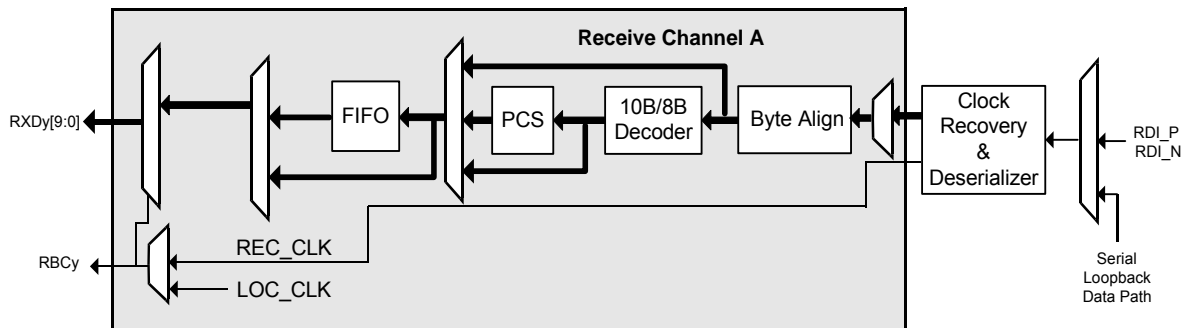 Receive Channel A
RXDy[9:0]
FIFO
PCS
10B/8B
Decoder
Byte Align
Clock
Recovery
&
Deserializer
RDI_P
RDI_N
REC_CLK
RBCy
LOC_CLK
Serial
Loopback
Data Path